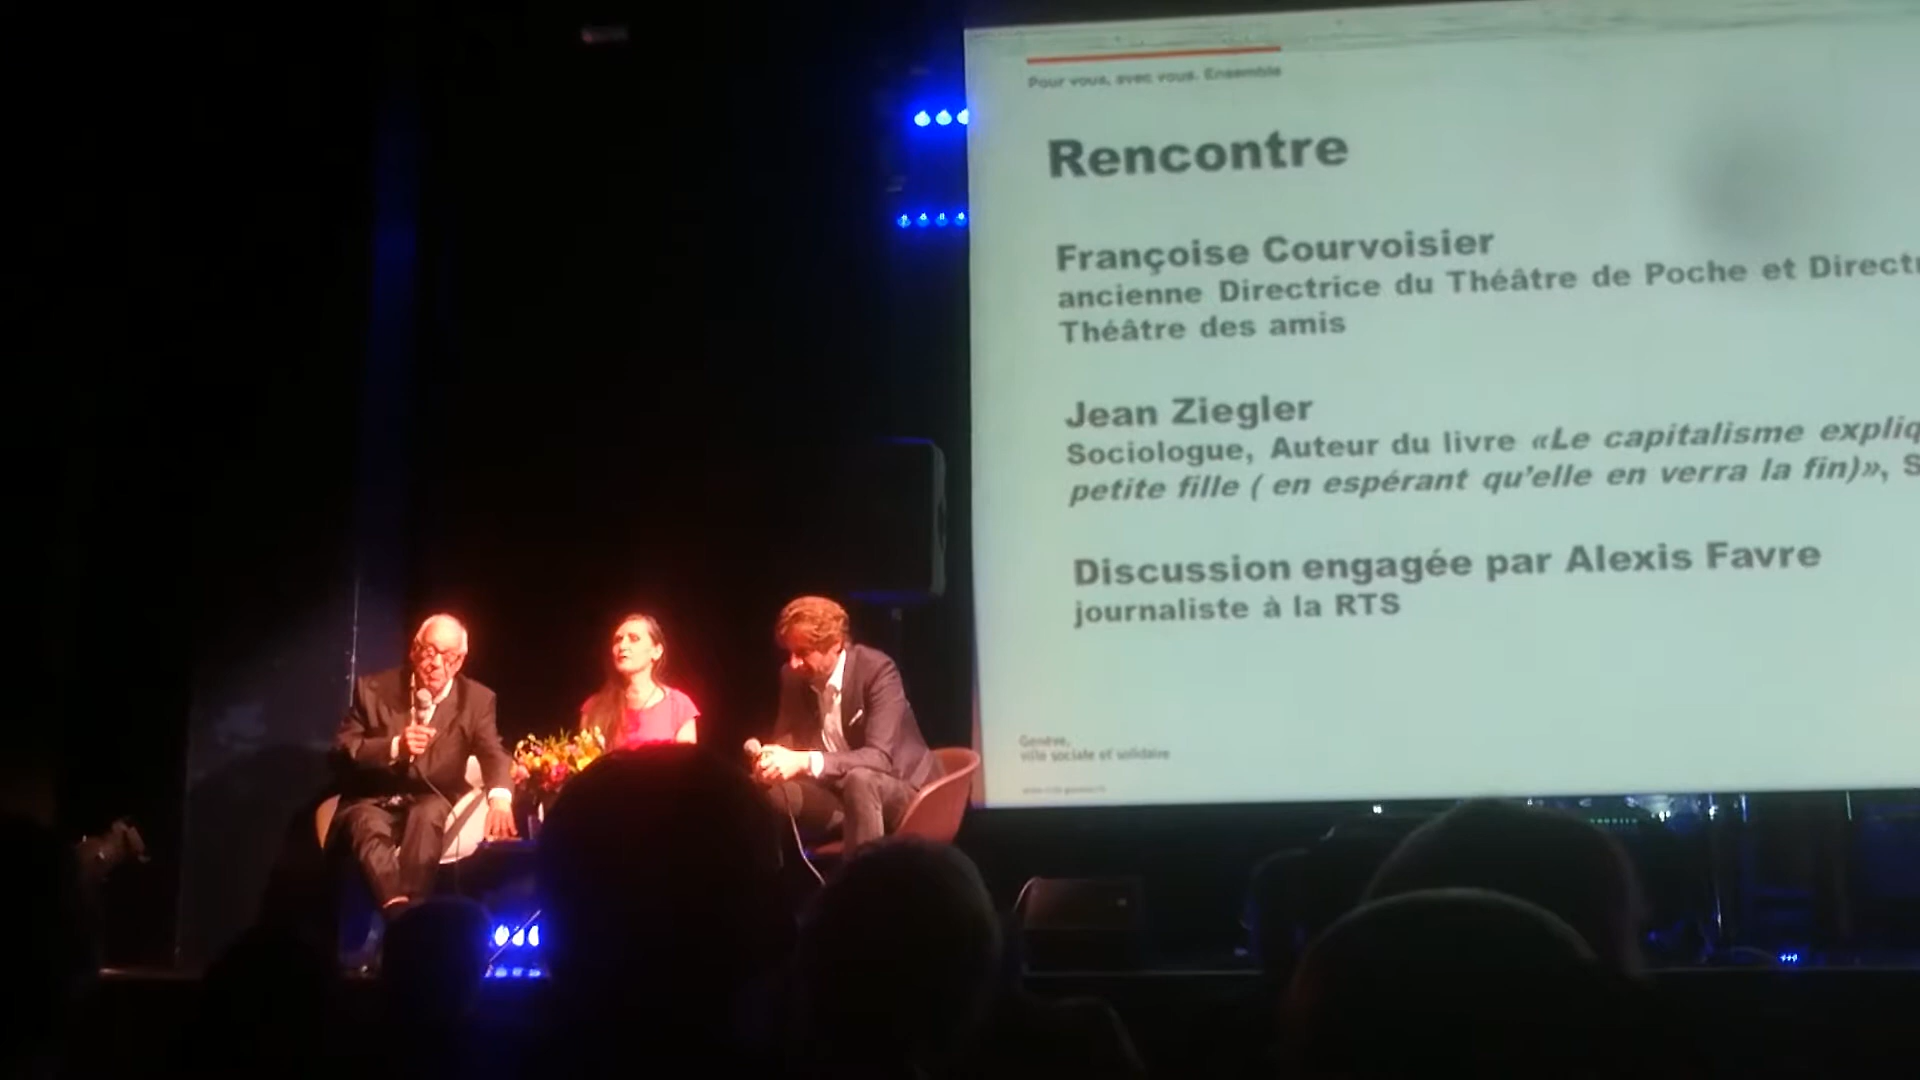 Pour vous, avec vous. Ensemble
Rencontre
Françoise Courvoisier
ancienne Directrice du Théâtre de Poche et Directr
Théâtre des amis
Jean Ziegler
Sociologue, Auteur du livre «Le capitalisme expliq
petite fille ( en espérant qu'elle en verra la fin)», S
Discussion engagée par Alexis Favre
journaliste à la RTS
Genève,
ville sociale et solidaire